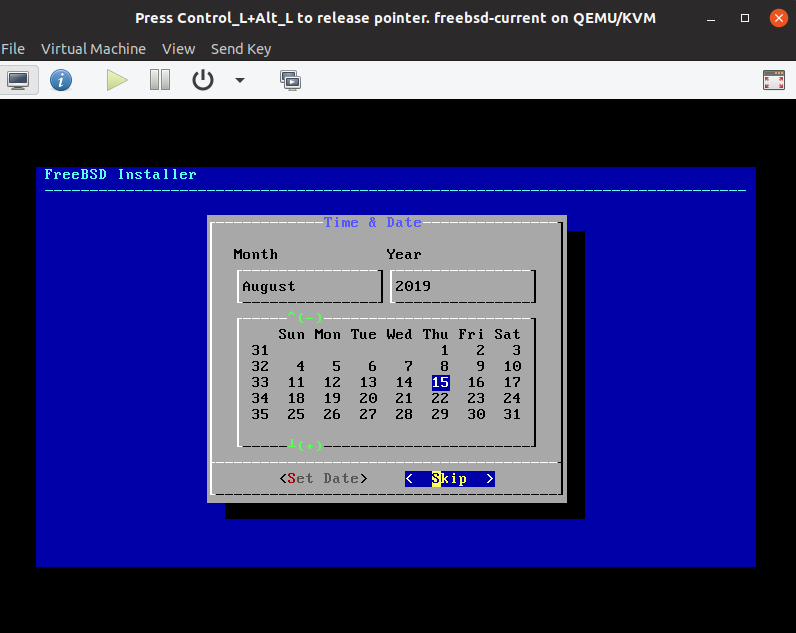 Press Control_L+Alt_L to release pointer. freebsd-current on QEMU/KVM
File Virtual Machine View Send Key
FreeBSD Installer
Time & Date
Month Year
August 2019
^(-)
Sun Mon Tue Wed Thu Fri Sat
31 1 2 3
32 4 5 6 7 8 9 10
33 11 12 13 14 15 16 17
34 18 19 20 21 22 23 24
35 25 26 27 28 29 30 31
(+)
<Set Date> < Skip >